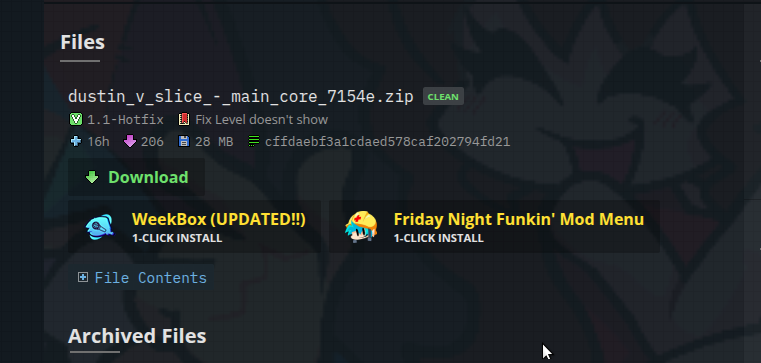 Files
dustin_v_slice_-_main_core_7154e.zip CLEAN
V 1.1-Hotfix Fix Level doesn't show
16h 206 28 MB cffdaebf3a1cdaed578caf202794fd21
Download
WeekBox (UPDATED!!) Friday Night Funkin' Mod Menu
1-CLICK INSTALL 1-CLICK INSTALL
File Contents
Archived Files